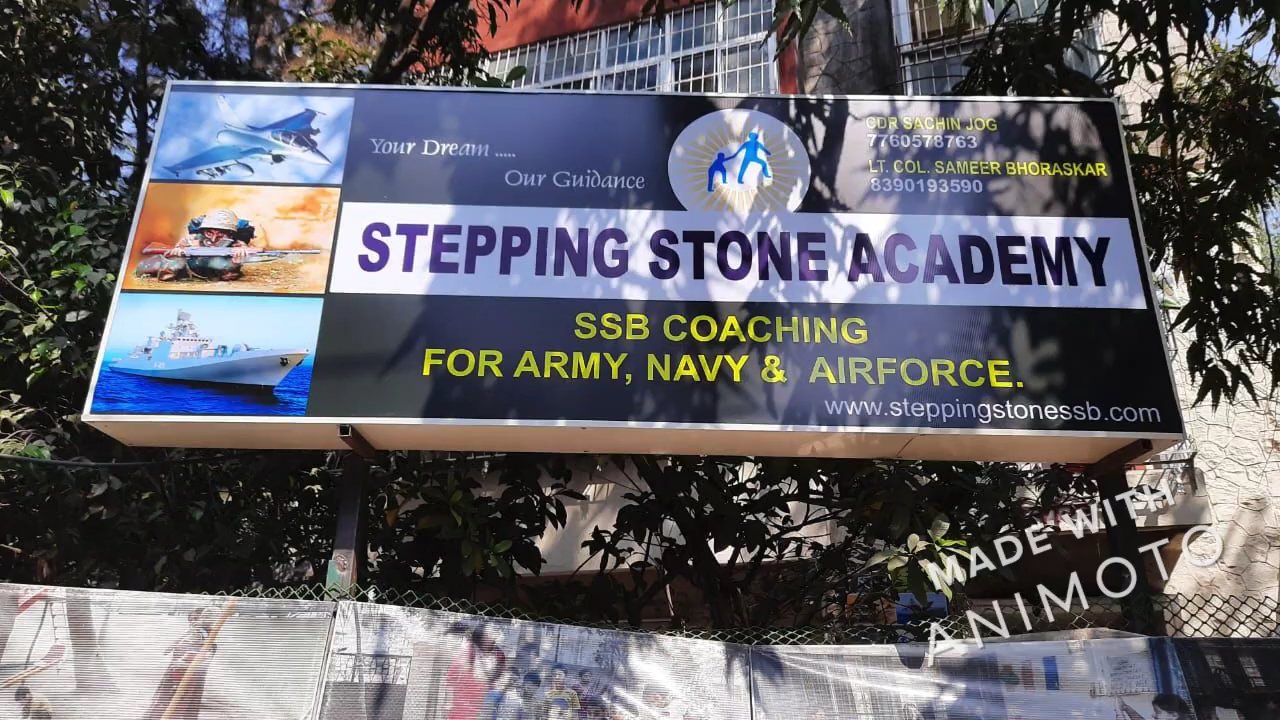 Your Dream .....
Our Guidance
CDR SACHIN JOG
7760578763
LT. COL. SAMEER BHORASKAR
8390193590
STEPPING STONE ACADEMY
SSB COACHING
FOR ARMY, NAVY & AIRFORCE.
www.steppingstonessb.com
MADE WITH
ANIMOTO